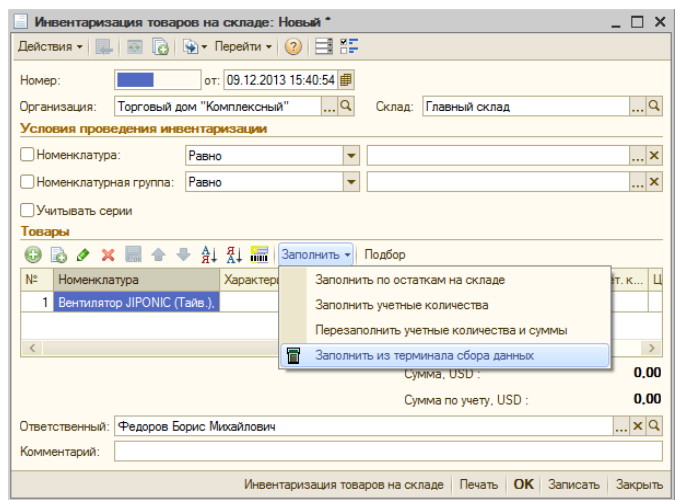 Инвентаризация товаров на складе: Новый *
Действия Перейти
Номер: от: 09.12.2013 15:40:54
Организация: Торговый дом "Комплексный" ... Склад: Главный склад ...
Условия проведения инвентаризации
Номенклатура: Равно ...
Номенклатурная группа: Равно ...
Учитывать серии
Товары
Заполнить Подбор
№ Номенклатура Ц
1 Вентилятор JIPONIC (Тайв.),
Заполнить по остаткам на складе
Заполнить учетные количества
Перезаполнить учетные количества и суммы
Заполнить из терминала сбора данных
Сумма, USD : 0,00
Сумма по учету, USD : 0,00
Ответственный: Федоров Борис Михайлович ...
Комментарий:
Инвентаризация товаров на складе Печать OK Записать Закрыть